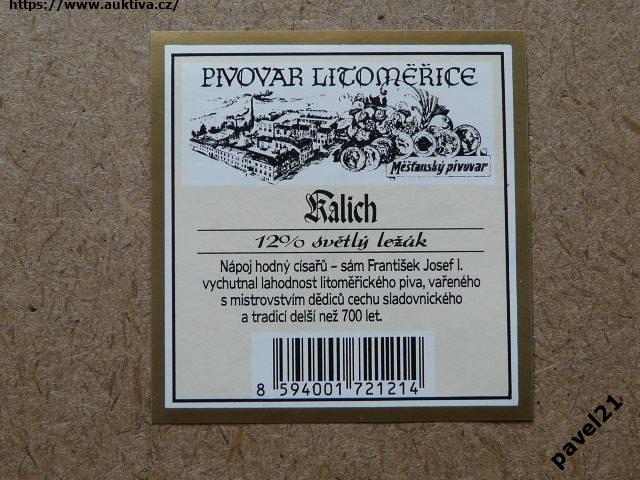 https://www.auktiva.cz/
PIVOVAR LITOMĚŘICE
Měšťanský pivovar
Kalich
12% světlý ležák
Nápoj hodný císařů – sám František Josef I.
vychutnal lahodnost litoměřického piva, vařeného
s mistrovstvím dědiců cechu sladovnického
a tradicí delší než 700 let.
8 594001 721214
pavel21